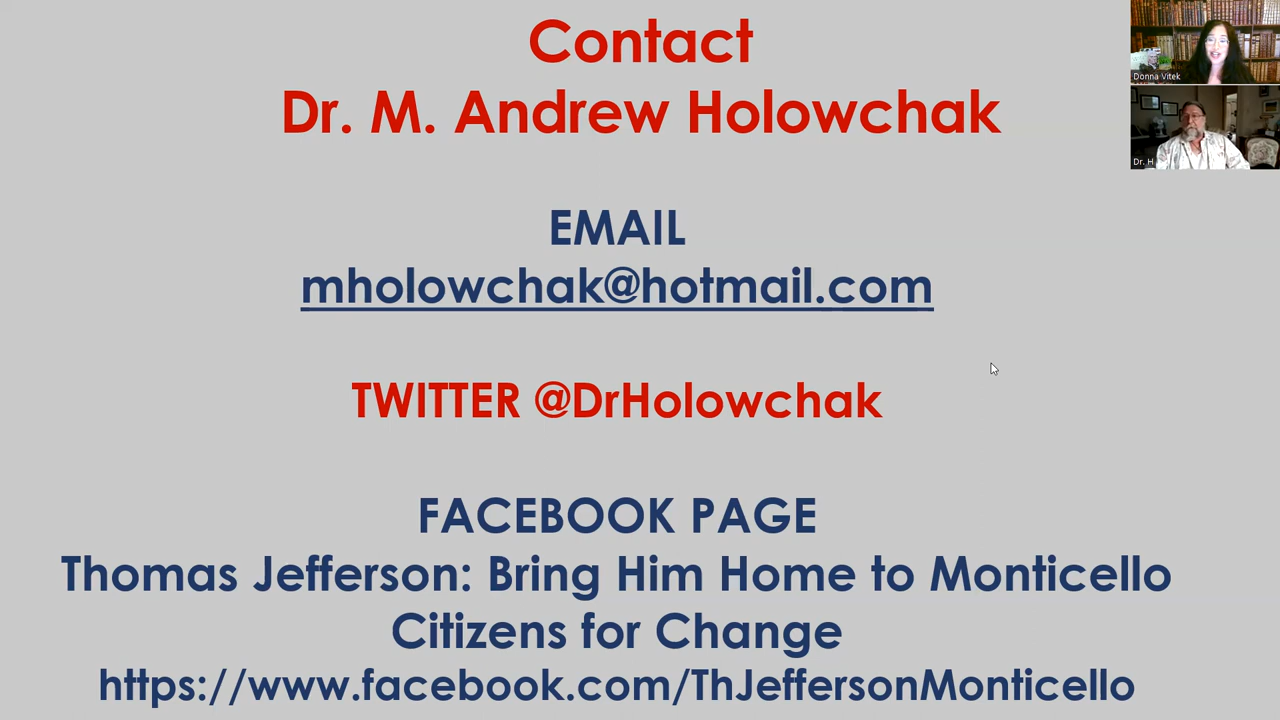 Contact
Dr. M. Andrew Holowchak
EMAIL
mholowchak@hotmail.com
TWITTER @DrHolowchak
FACEBOOK PAGE
Thomas Jefferson: Bring Him Home to Monticello
Citizens for Change
https://www.facebook.com/ThJeffersonMonticello
Donna Vitek
Dr. H